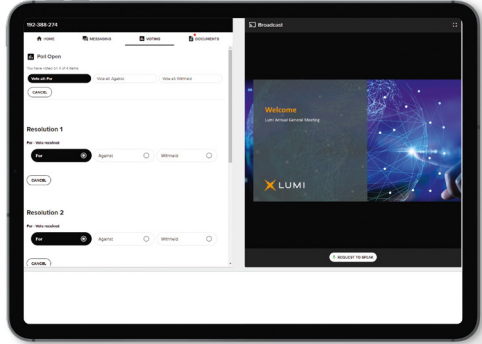 192-388-274
HOME
MESSAGING
VOTING
DOCUMENTS
Poll Open
You have voted on 4 of 4 items
Vote all: For
Vote all: Against
Vote all: Withheld
CANCEL
Resolution 1
For - Vote received
For
Against
Withheld
CANCEL
Resolution 2
For - Vote received
For
Against
Withheld
CANCEL
Broadcast
Welcome
Lumi Annual General Meeting
LUMI
REQUEST TO SPEAK